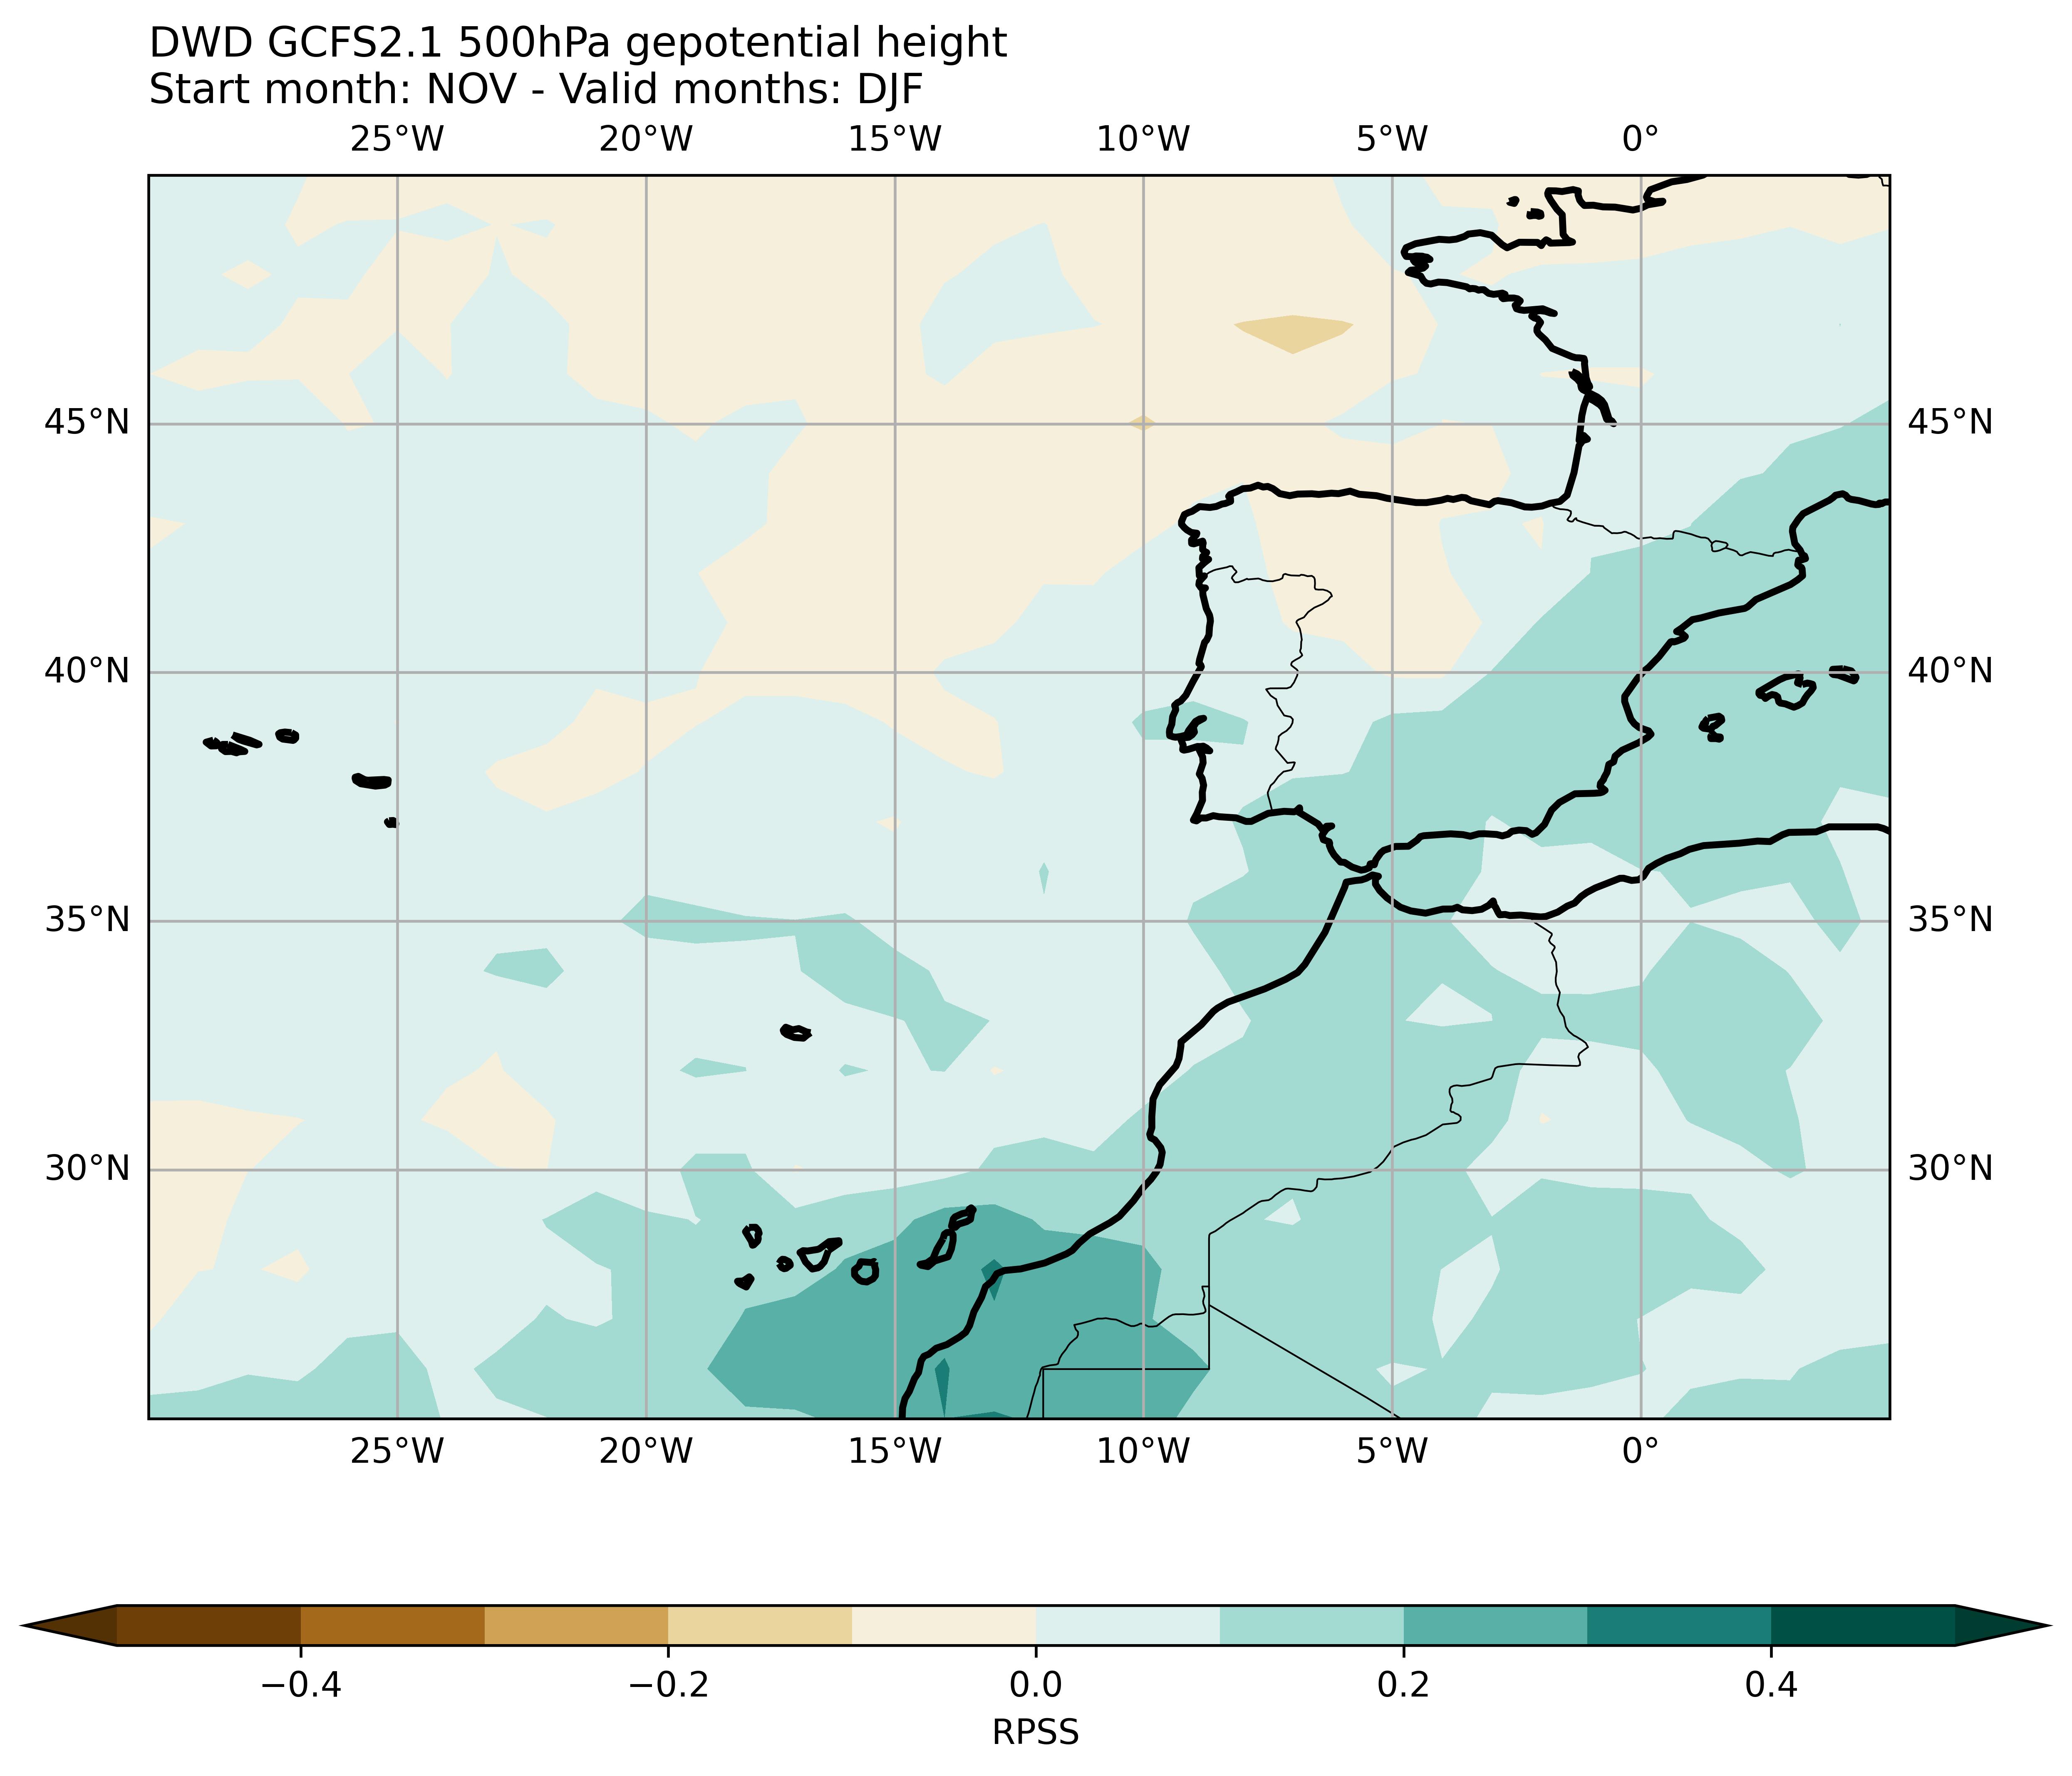 DWD GCFS2.1 500hPa gepotential height
Start month: NOV - Valid months: DJF
25°W 20°W 15°W 10°W 5°W 0°
45°N 45°N
40°N 40°N
35°N 35°N
30°N 30°N
25°W 20°W 15°W 10°W 5°W 0°
−0.4 −0.2 0.0 0.2 0.4
RPSS